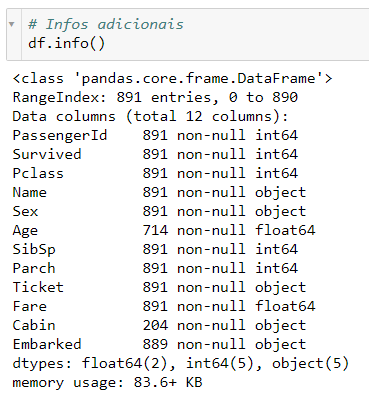 # Infos adicionais
df.info()
<class 'pandas.core.frame.DataFrame'>
RangeIndex: 891 entries, 0 to 890
Data columns (total 12 columns):
PassengerId    891 non-null int64
Survived       891 non-null int64
Pclass         891 non-null int64
Name           891 non-null object
Sex            891 non-null object
Age            714 non-null float64
SibSp          891 non-null int64
Parch          891 non-null int64
Ticket         891 non-null object
Fare           891 non-null float64
Cabin          204 non-null object
Embarked       889 non-null object
dtypes: float64(2), int64(5), object(5)
memory usage: 83.6+ KB